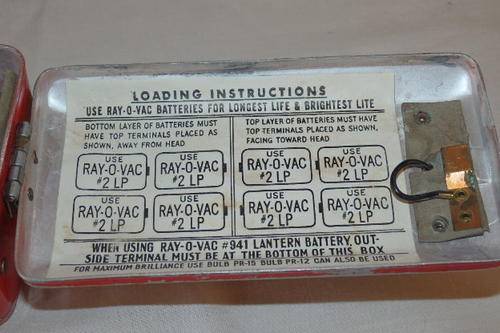 LOADING INSTRUCTIONS
USE RAY-O-VAC BATTERIES FOR LONGEST LIFE & BRIGHTEST LITE
BOTTOM LAYER OF BATTERIES MUST
HAVE TOP TERMINALS PLACED AS
SHOWN, AWAY FROM HEAD
USE
RAY-O-VAC
#2 LP
USE
RAY-O-VAC
#2 LP
USE
RAY-O-VAC
#2 LP
USE
RAY-O-VAC
#2 LP
TOP LAYER OF BATTERIES MUST HAVE
TOP TERMINALS PLACED AS SHOWN,
FACING TOWARD HEAD
USE
RAY-O-VAC
#2 LP
USE
RAY-O-VAC
#2 LP
USE
RAY-O-VAC
#2 LP
USE
RAY-O-VAC
#2 LP
WHEN USING RAY-O-VAC #941 LANTERN BATTERY, OUT-
SIDE TERMINAL MUST BE AT THE BOTTOM OF THIS BOX
FOR MAXIMUM BRILLIANCE USE BULB PR-15 BULB PR-12 CAN ALSO BE USED